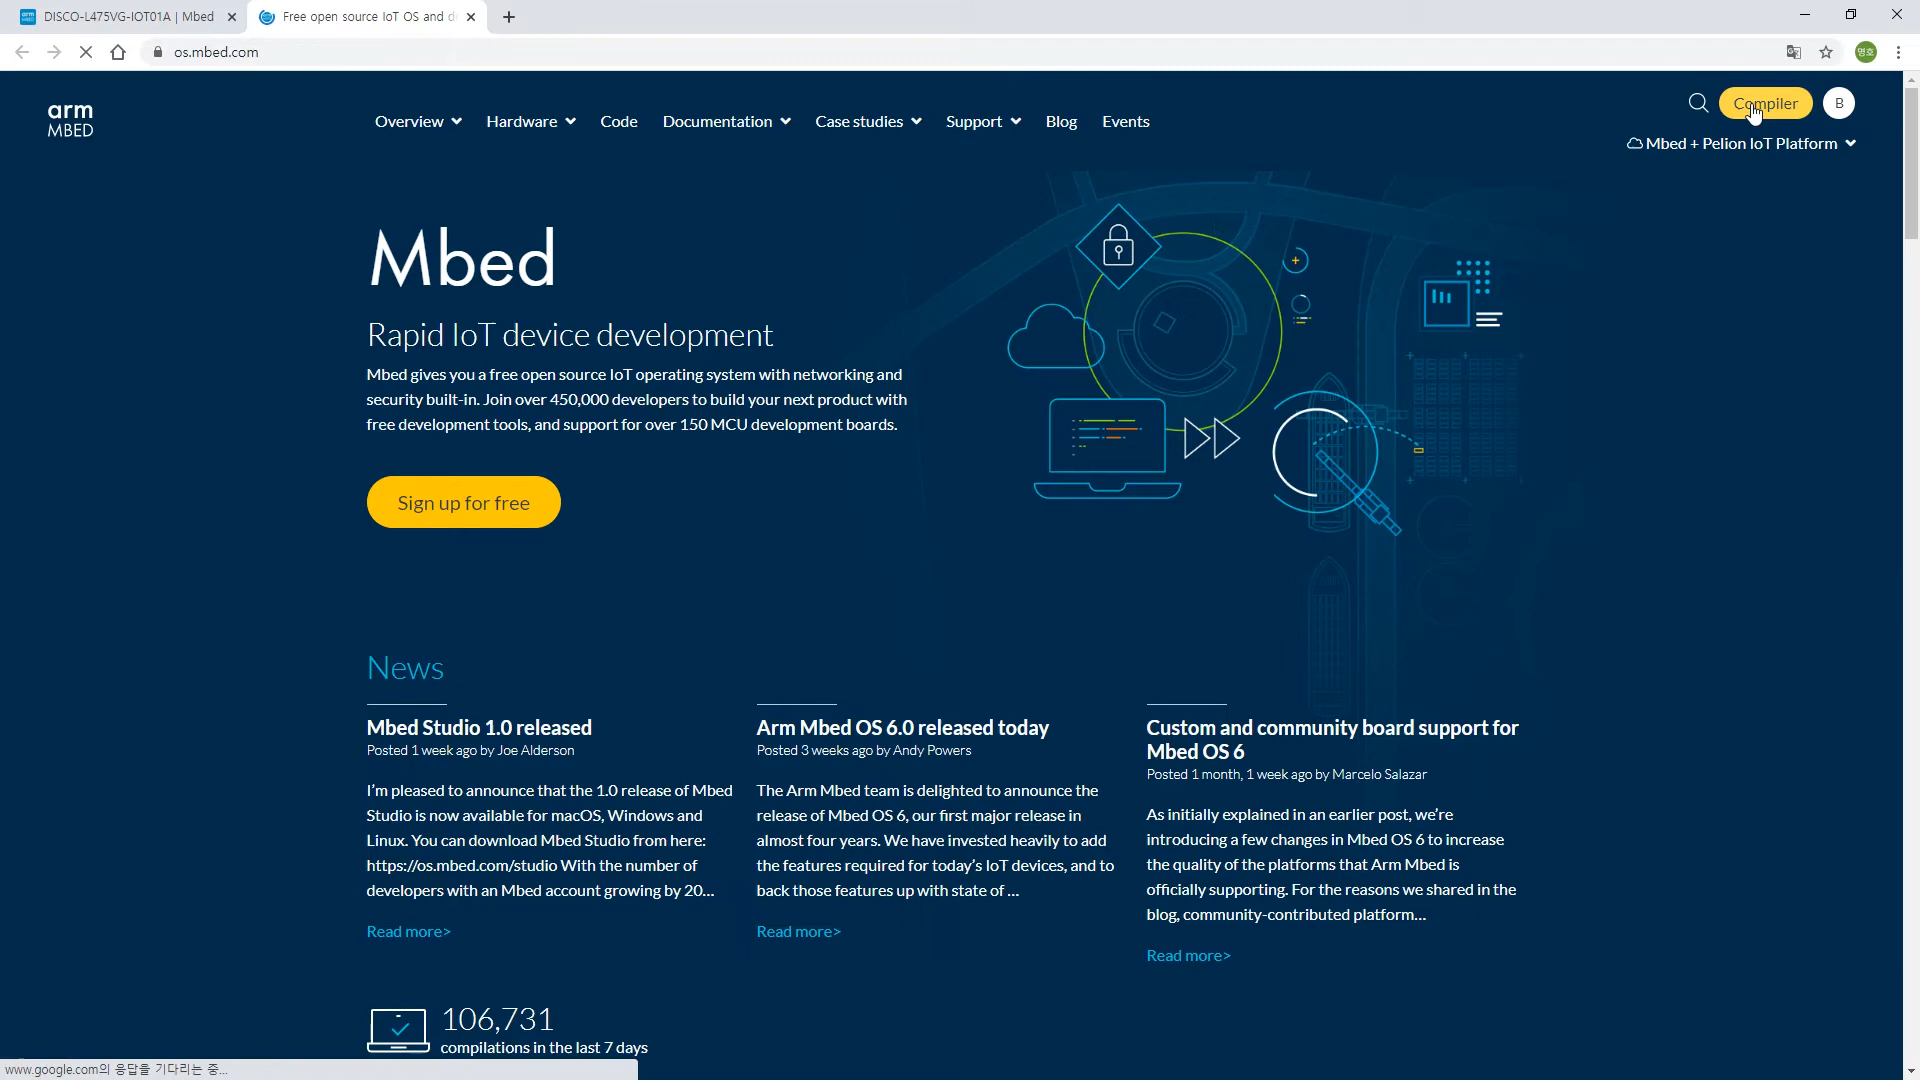 DISCO-L475VG-IOT01A | Mbed
Free open source IoT OS and d
os.mbed.com
명호
arm
MBED
Overview
Hardware
Code
Documentation
Case studies
Support
Blog
Events
Compiler
B
Mbed + Pelion IoT Platform
Mbed
Rapid IoT device development
Mbed gives you a free open source IoT operating system with networking and
security built-in. Join over 450,000 developers to build your next product with
free development tools, and support for over 150 MCU development boards.
Sign up for free
News
Mbed Studio 1.0 released
Posted 1 week ago by Joe Alderson
I'm pleased to announce that the 1.0 release of Mbed
Studio is now available for macOS, Windows and
Linux. You can download Mbed Studio from here:
https://os.mbed.com/studio With the number of
developers with an Mbed account growing by 20...
Read more>
Arm Mbed OS 6.0 released today
Posted 3 weeks ago by Andy Powers
The Arm Mbed team is delighted to announce the
release of Mbed OS 6, our first major release in
almost four years. We have invested heavily to add
the features required for today's IoT devices, and to
back those features up with state of ...
Read more>
Custom and community board support for
Mbed OS 6
Posted 1 month, 1 week ago by Marcelo Salazar
As initially explained in an earlier post, we're
introducing a few changes in Mbed OS 6 to increase
the quality of the platforms that Arm Mbed is
officially supporting. For the reasons we shared in the
blog, community-contributed platform...
Read more>
106,731
compilations in the last 7 days
www.google.com의 응답을 기다리는 중...